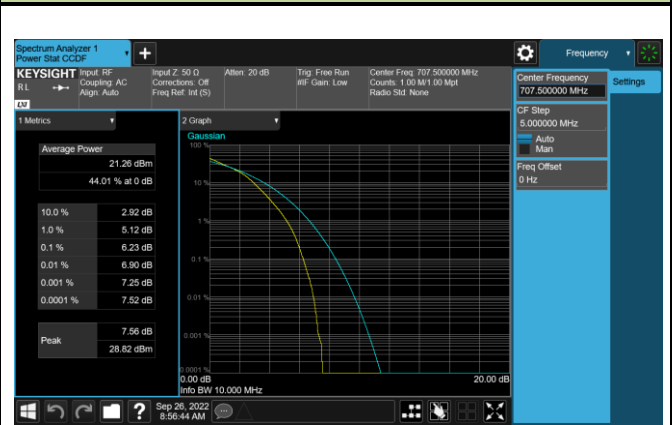 Spectrum Analyzer 1
Power Stat CCDF
+
Frequency
KEYSIGHT
RL
LXI
Input: RF
Coupling: AC
Align: Auto
Input Z: 50 Ω
Corrections: Off
Freq Ref: Int (S)
Atten: 20 dB
Trig: Free Run
#IF Gain: Low
Center Freq: 707.500000 MHz
Counts: 1.00 M/1.00 Mpt
Radio Std: None
1 Metrics
Average Power
21.26 dBm
44.01 % at 0 dB
10.0 % 2.92 dB
1.0 % 5.12 dB
0.1 % 6.23 dB
0.01 % 6.90 dB
0.001 % 7.25 dB
0.0001 % 7.52 dB
Peak
7.56 dB
28.82 dBm
2 Graph
Gaussian
100 %
10 %
1 %
0.1 %
0.01 %
0.001 %
0.0001 %
0.00 dB 20.00 dB
Info BW 10.000 MHz
Center Frequency
707.500000 MHz
Settings
CF Step
5.000000 MHz
Auto
Man
Freq Offset
0 Hz
?
Sep 26, 2022
8:56:44 AM